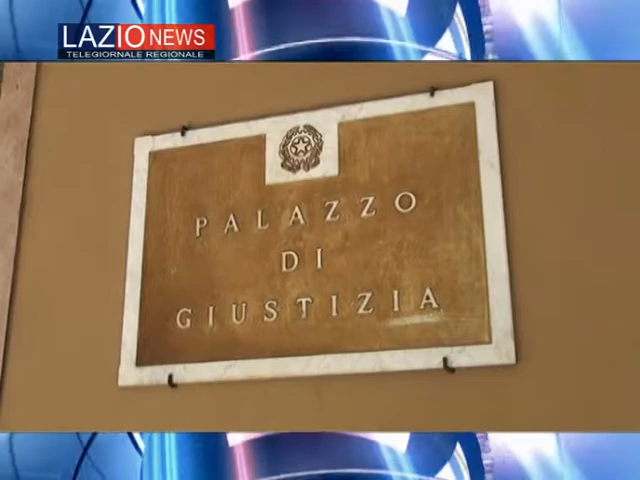 LAZIO NEWS
TELEGIORNALE REGIONALE
PALAZZO
DI
GIUSTIZIA